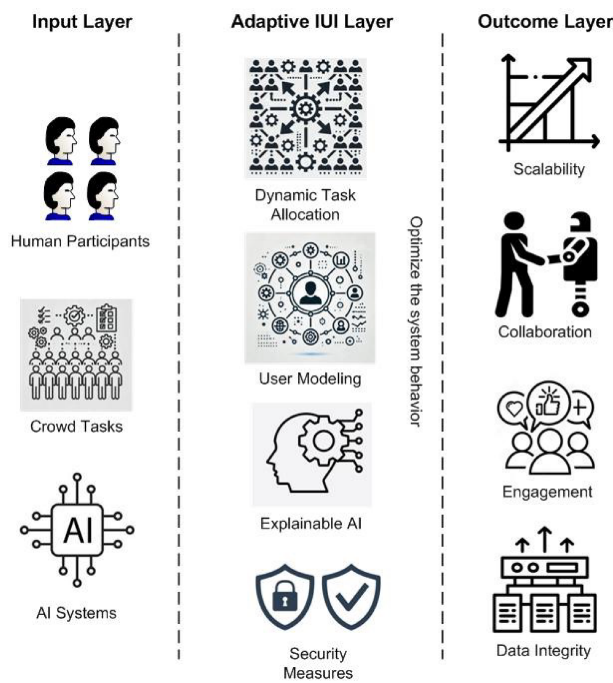 Input Layer
Human Participants
Crowd Tasks
AI
AI Systems
Adaptive IUI Layer
Dynamic Task
Allocation
User Modeling
Explainable AI
Security
Measures
Optimize the system behavior
Outcome Layer
Scalability
Collaboration
Engagement
Data Integrity